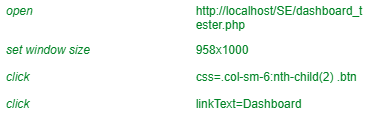 open http://localhost/SE/dashboard_t
ester.php
set window size 958x1000
click css=.col-sm-6:nth-child(2) .btn
click linkText=Dashboard